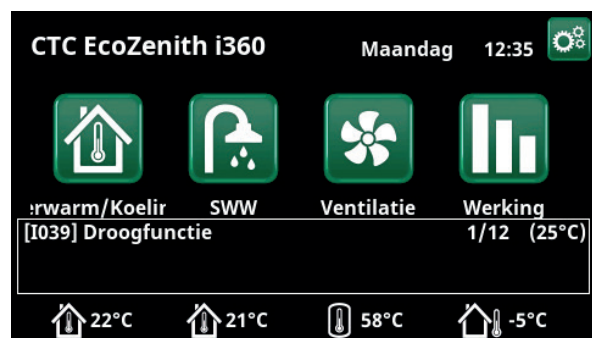 CTC EcoZenith i360 Maandag 12:35
erwarm/Koelin SWW Ventilatie Werking
[I039] Droogfunctie 1/12 (25°C)
22°C 21°C 58°C -5°C